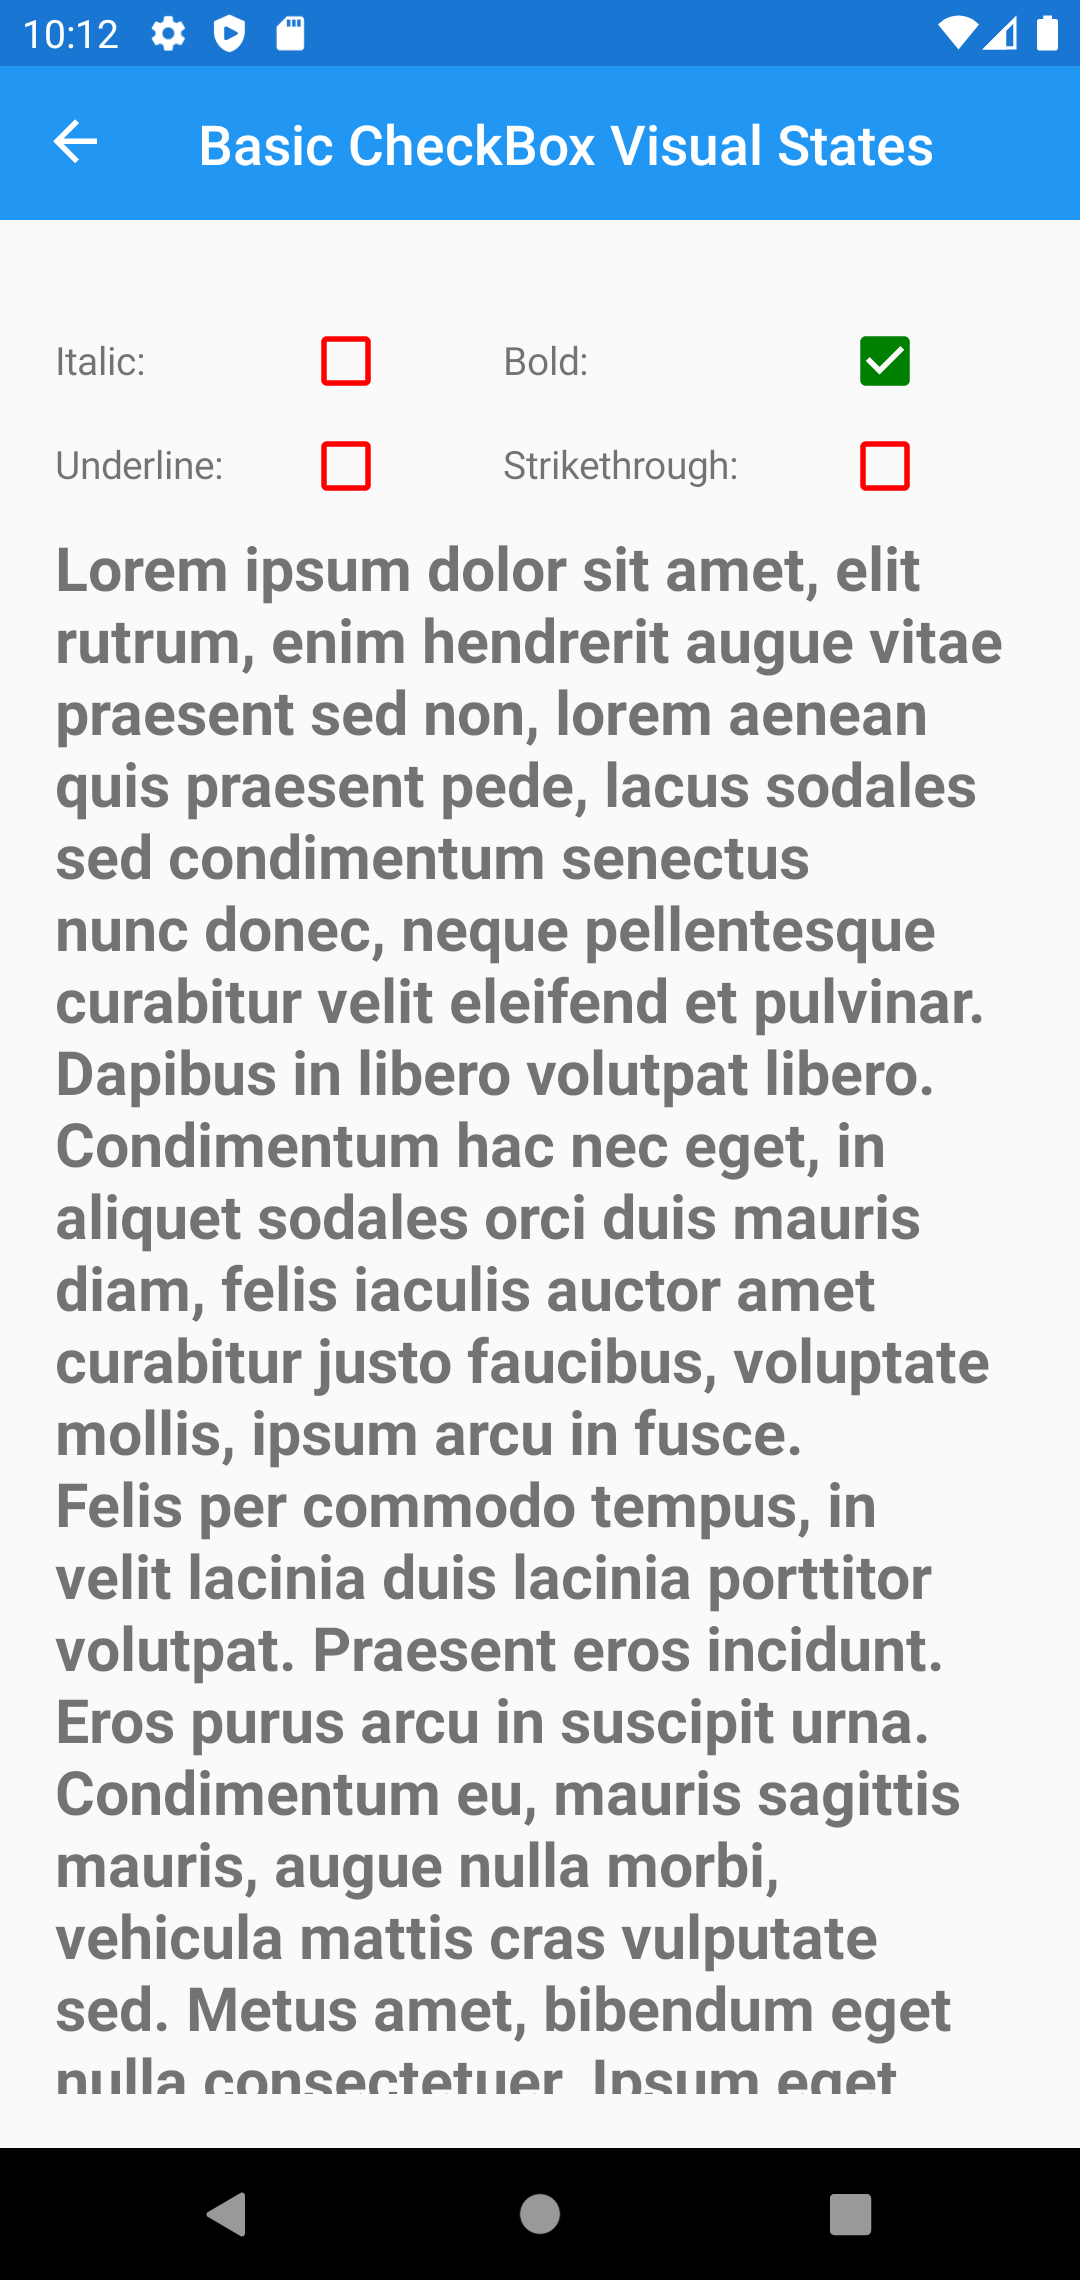 10:12
Basic CheckBox Visual States
Italic: Bold:
Underline: Strikethrough:
Lorem ipsum dolor sit amet, elit
rutrum, enim hendrerit augue vitae
praesent sed non, lorem aenean
quis praesent pede, lacus sodales
sed condimentum senectus
nunc donec, neque pellentesque
curabitur velit eleifend et pulvinar.
Dapibus in libero volutpat libero.
Condimentum hac nec eget, in
aliquet sodales orci duis mauris
diam, felis iaculis auctor amet
curabitur justo faucibus, voluptate
mollis, ipsum arcu in fusce.
Felis per commodo tempus, in
velit lacinia duis lacinia porttitor
volutpat. Praesent eros incidunt.
Eros purus arcu in suscipit urna.
Condimentum eu, mauris sagittis
mauris, augue nulla morbi,
vehicula mattis cras vulputate
sed. Metus amet, bibendum eget
nulla consectetuer. Ipsum eget